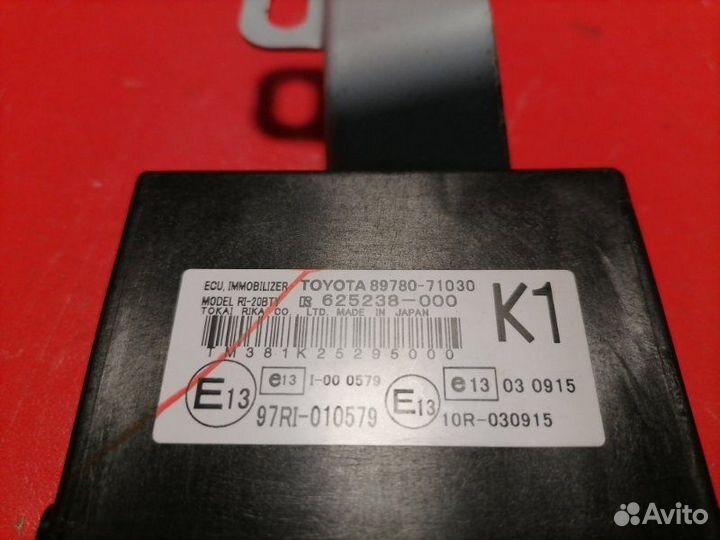 ECU, IMMOBILIZER TOYOTA 89780-71030
MODEL RI-20BTY 625238-000
TOKAI RIKA CO. LTD. MADE IN JAPAN
K1
TM381K25295000
E13 e13 I-00 0579
97RI-010579
E13 e13 03 0915
10R-030915
Avito